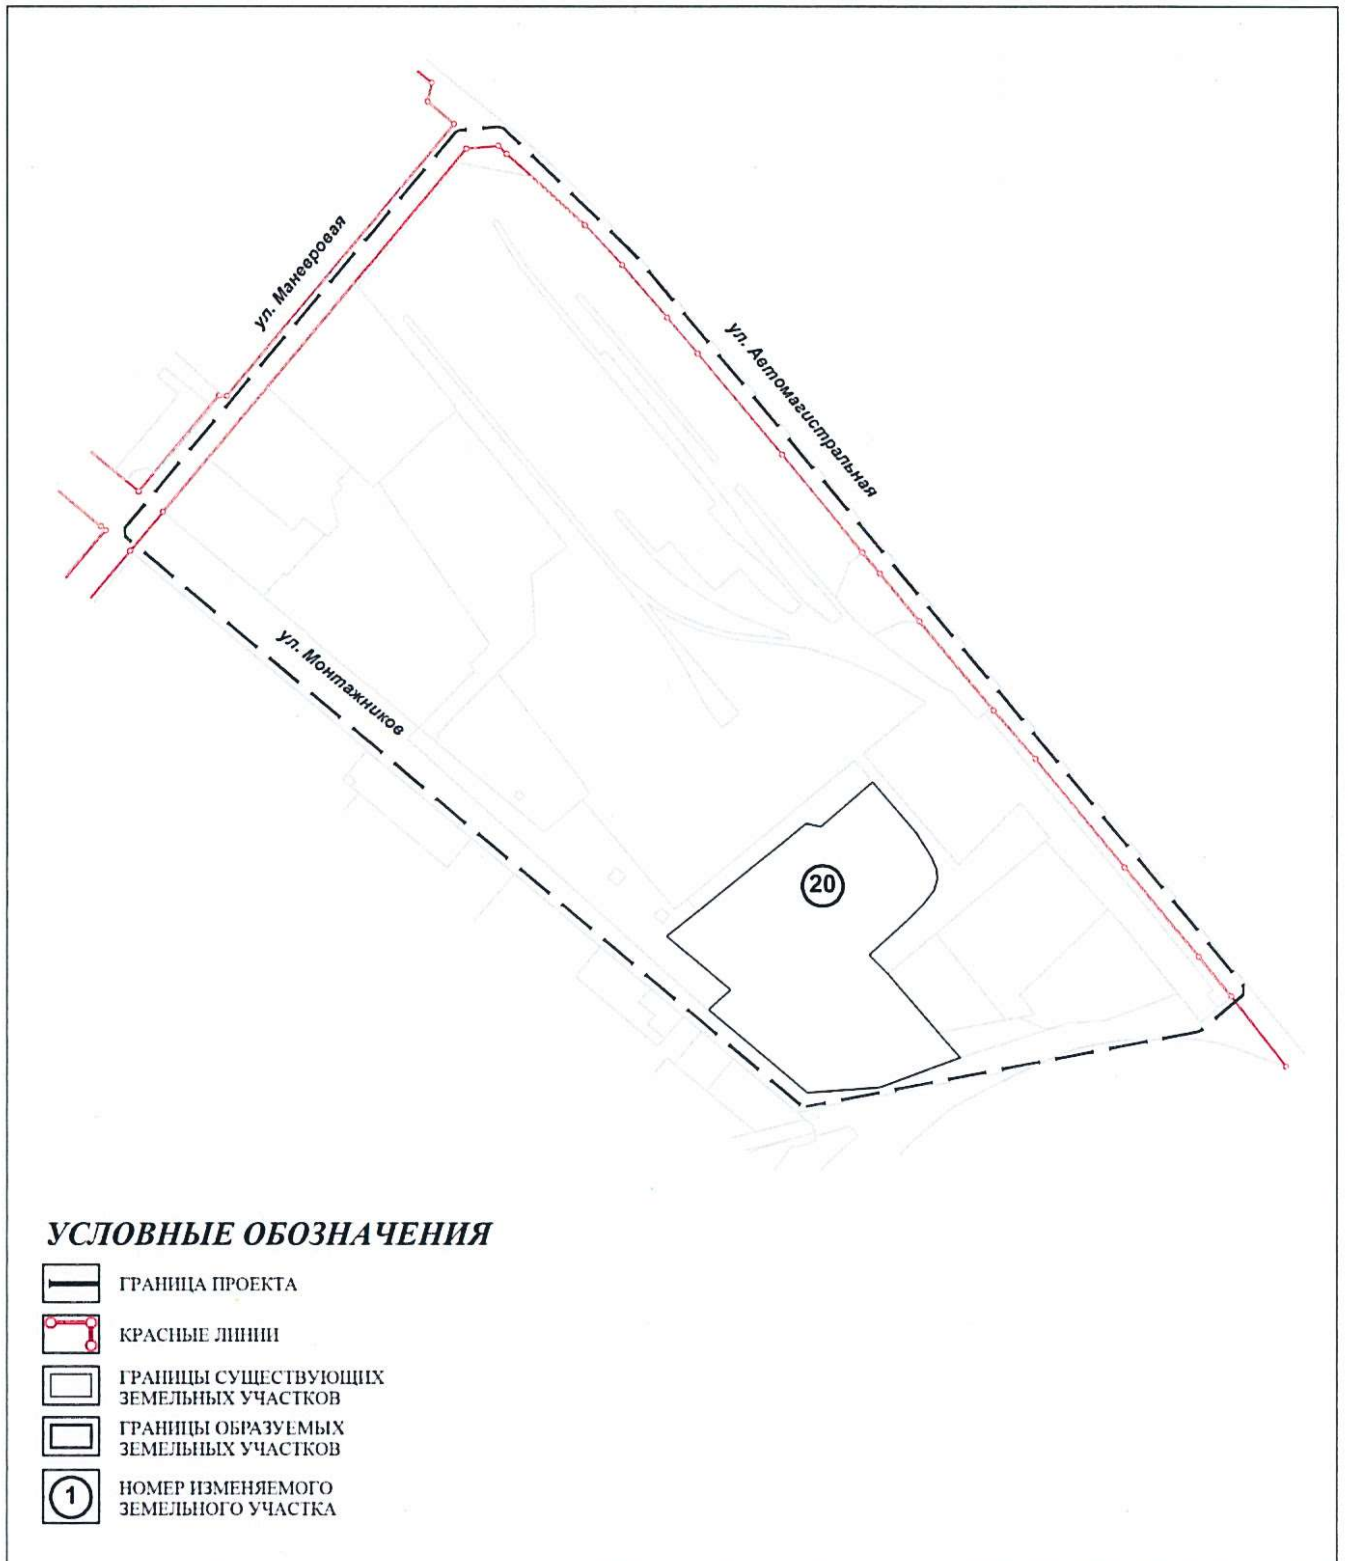 ул. Маневровая
ул. Автомагистральная
ул. Монтажников
20
УСЛОВНЫЕ ОБОЗНАЧЕНИЯ
ГРАНИЦА ПРОЕКТА
КРАСНЫЕ ЛИНИИ
ГРАНИЦЫ СУЩЕСТВУЮЩИХ
ЗЕМЕЛЬНЫХ УЧАСТКОВ
ГРАНИЦЫ ОБРАЗУЕМЫХ
ЗЕМЕЛЬНЫХ УЧАСТКОВ
1
НОМЕР ИЗМЕНЯЕМОГО
ЗЕМЕЛЬНОГО УЧАСТКА